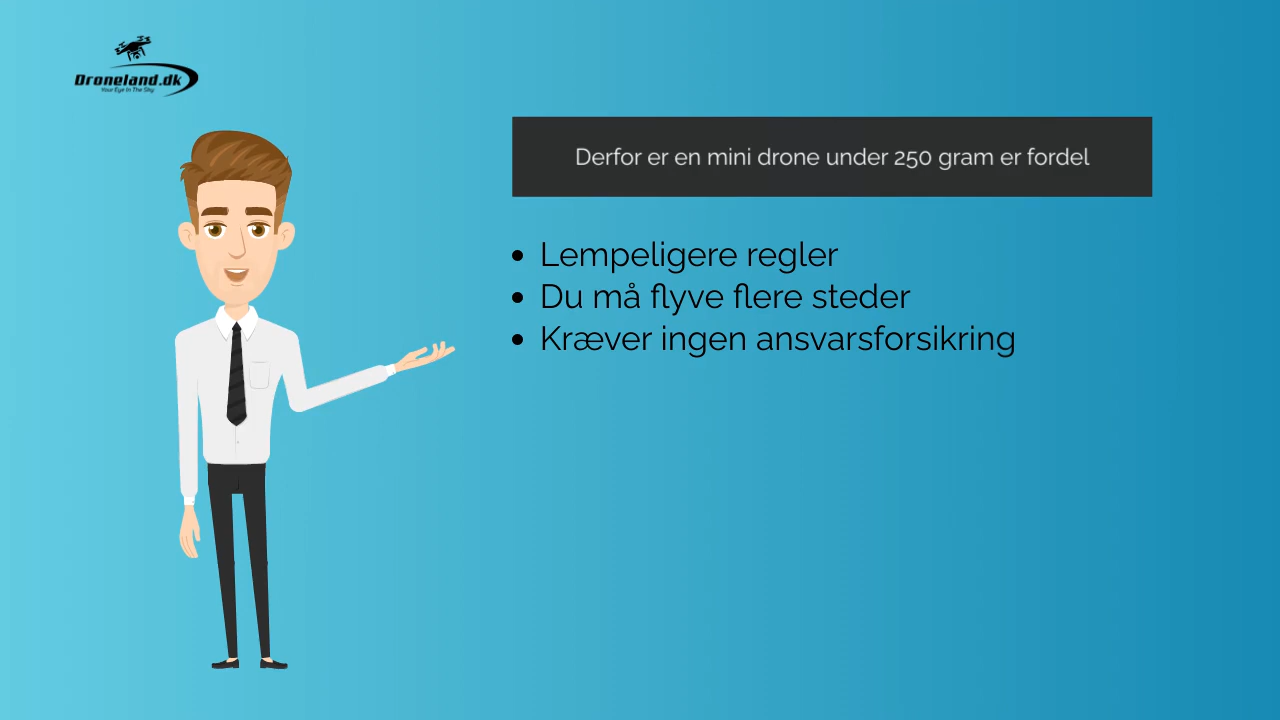 Droneland.dk
Your Eye In The Sky
Derfor er en mini drone under 250 gram er fordel
Lempeligere regler
Du må flyve flere steder
Kræver ingen ansvarsforsikring